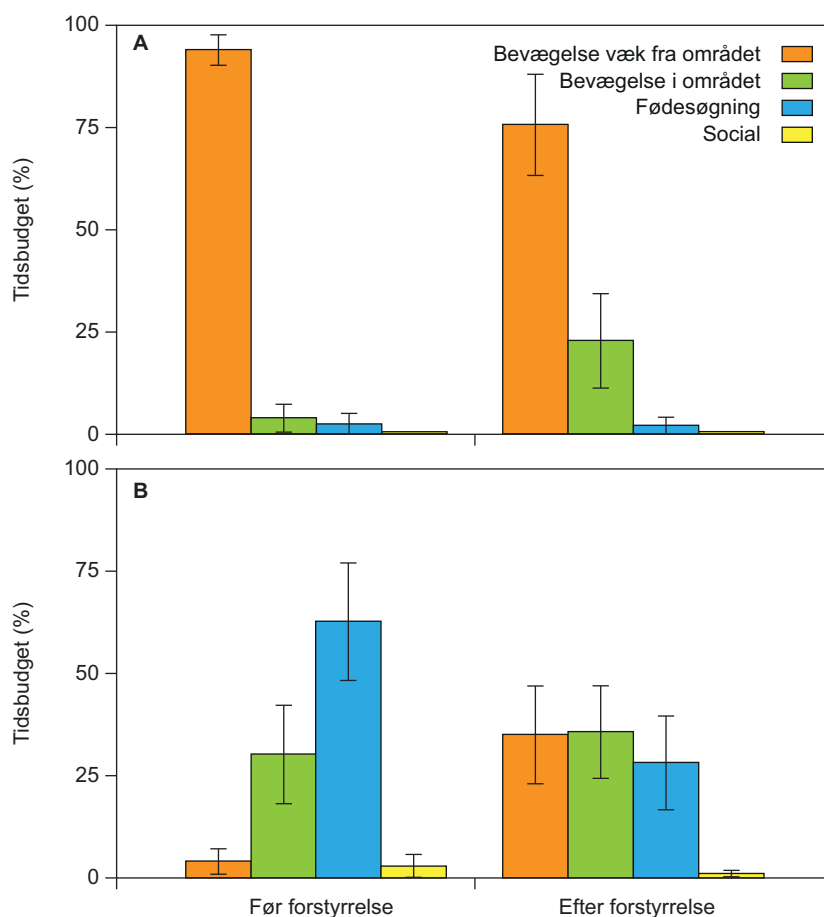 100
75
50
25
0
Tidsbudget (%)
A
Bevægelse væk fra området
Bevægelse i området
Fødesøgning
Social
100
75
50
25
0
Tidsbudget (%)
B
Før forstyrrelse
Efter forstyrrelse